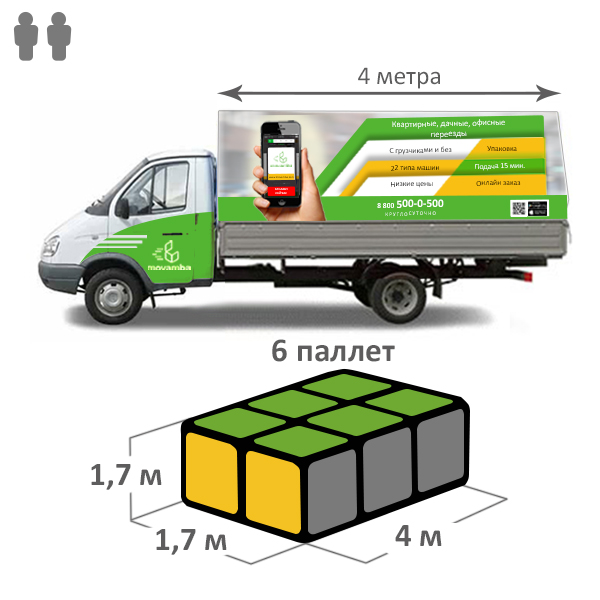 4 метра
Квартирные, дачные, офисные
переезды
С грузчиками и без
Упаковка
22 типа машин
Подача 15 мин.
Низкие цены
Онлайн заказ
8 800 500-0-500
КРУГЛОСУТОЧНО
movamba
6 паллет
1,7 м
1,7 м
4 м